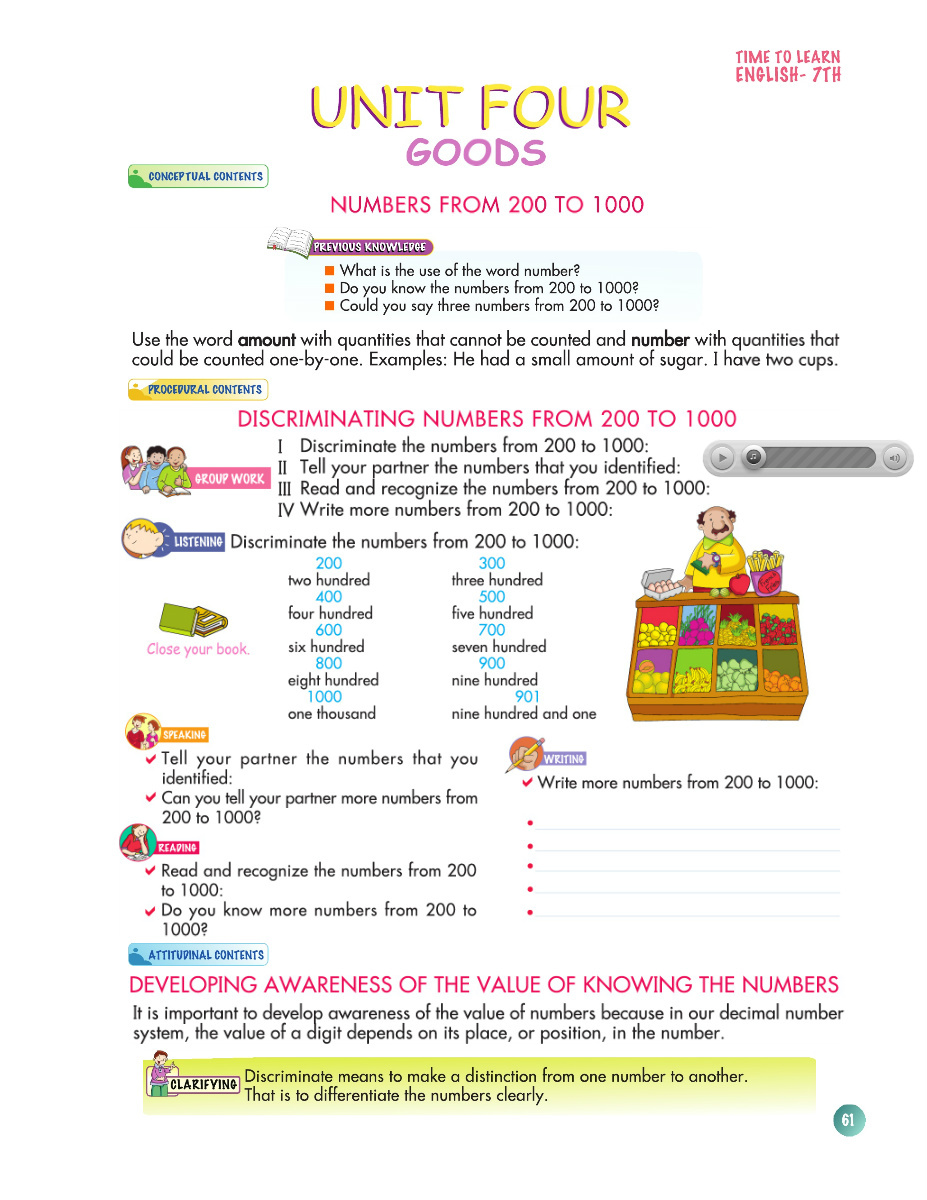 TIME TO LEARN
ENGLISH- 7TH
UNIT FOUR
GOODS
CONCEPTUAL CONTENTS
NUMBERS FROM 200 TO 1000
PREVIOUS KNOWLEDGE
What is the use of the word number?
Do you know the numbers from 200 to 1000?
Could you say three numbers from 200 to 1000?
Use the word amount with quantities that cannot be counted and number with quantities that
could be counted one-by-one. Examples: He had a small amount of sugar. I have two cups.
PROCEDURAL CONTENTS
DISCRIMINATING NUMBERS FROM 200 TO 1000
GROUP WORK
I Discriminate the numbers from 200 to 1000:
II Tell your partner the numbers that you identified:
III Read and recognize the numbers from 200 to 1000:
IV Write more numbers from 200 to 1000:
LISTENING Discriminate the numbers from 200 to 1000:
200 300
two hundred three hundred
400 500
four hundred five hundred
600 700
six hundred seven hundred
800 900
eight hundred nine hundred
1000 901
one thousand nine hundred and one
Close your book.
SPEAKING
Tell your partner the numbers that you
identified:
Can you tell your partner more numbers from
200 to 1000?
READING
Read and recognize the numbers from 200
to 1000:
Do you know more numbers from 200 to
1000?
WRITING
Write more numbers from 200 to 1000:
ATTITUDINAL CONTENTS
DEVELOPING AWARENESS OF THE VALUE OF KNOWING THE NUMBERS
It is important to develop awareness of the value of numbers because in our decimal number
system, the value of a digit depends on its place, or position, in the number.
CLARIFYING
Discriminate means to make a distinction from one number to another.
That is to differentiate the numbers clearly.
61